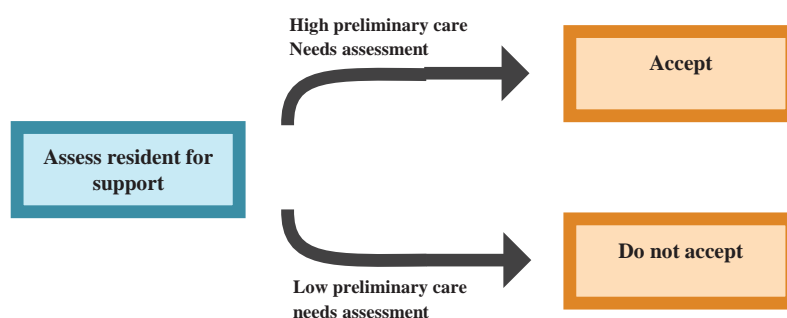 High preliminary care
Needs assessment
Accept
Assess resident for
support
Do not accept
Low preliminary care
needs assessment